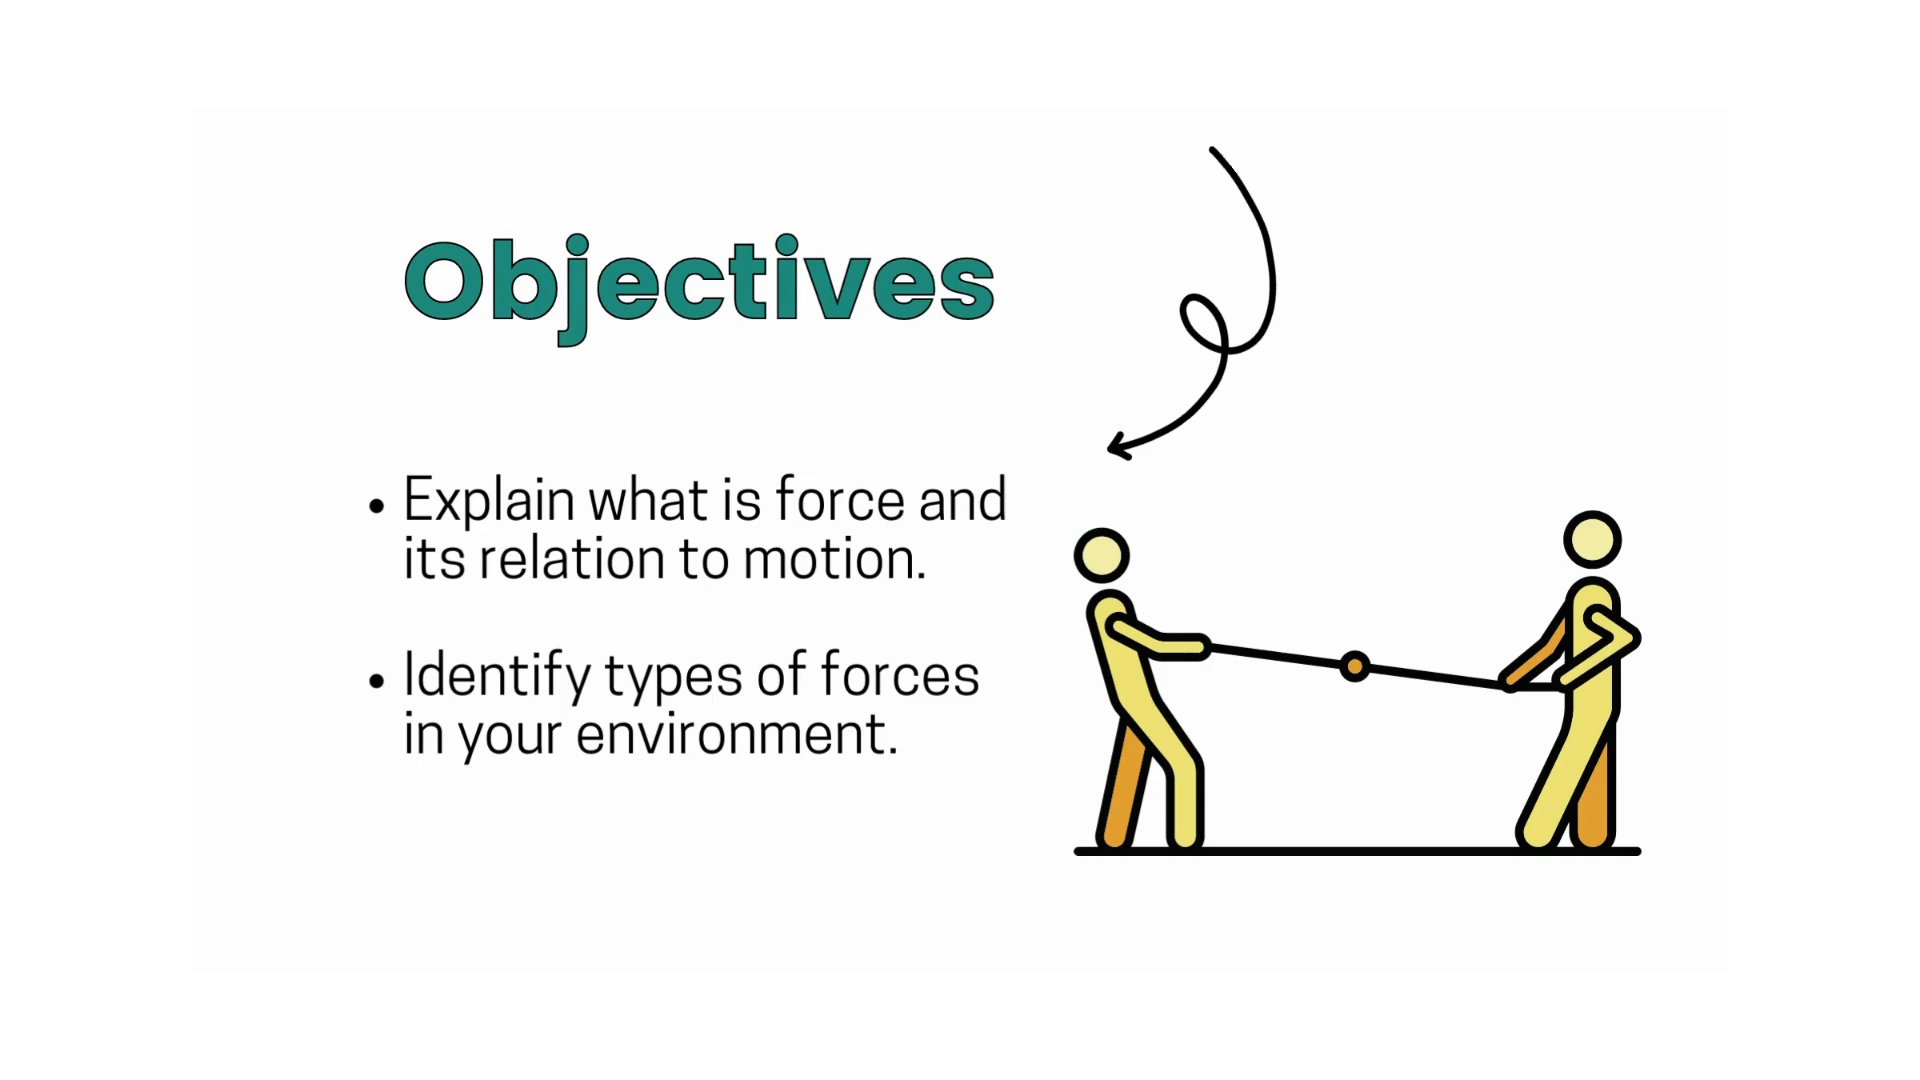 Objectives
• Explain what is force and
its relation to motion.
• Identify types of forces
in your environment.